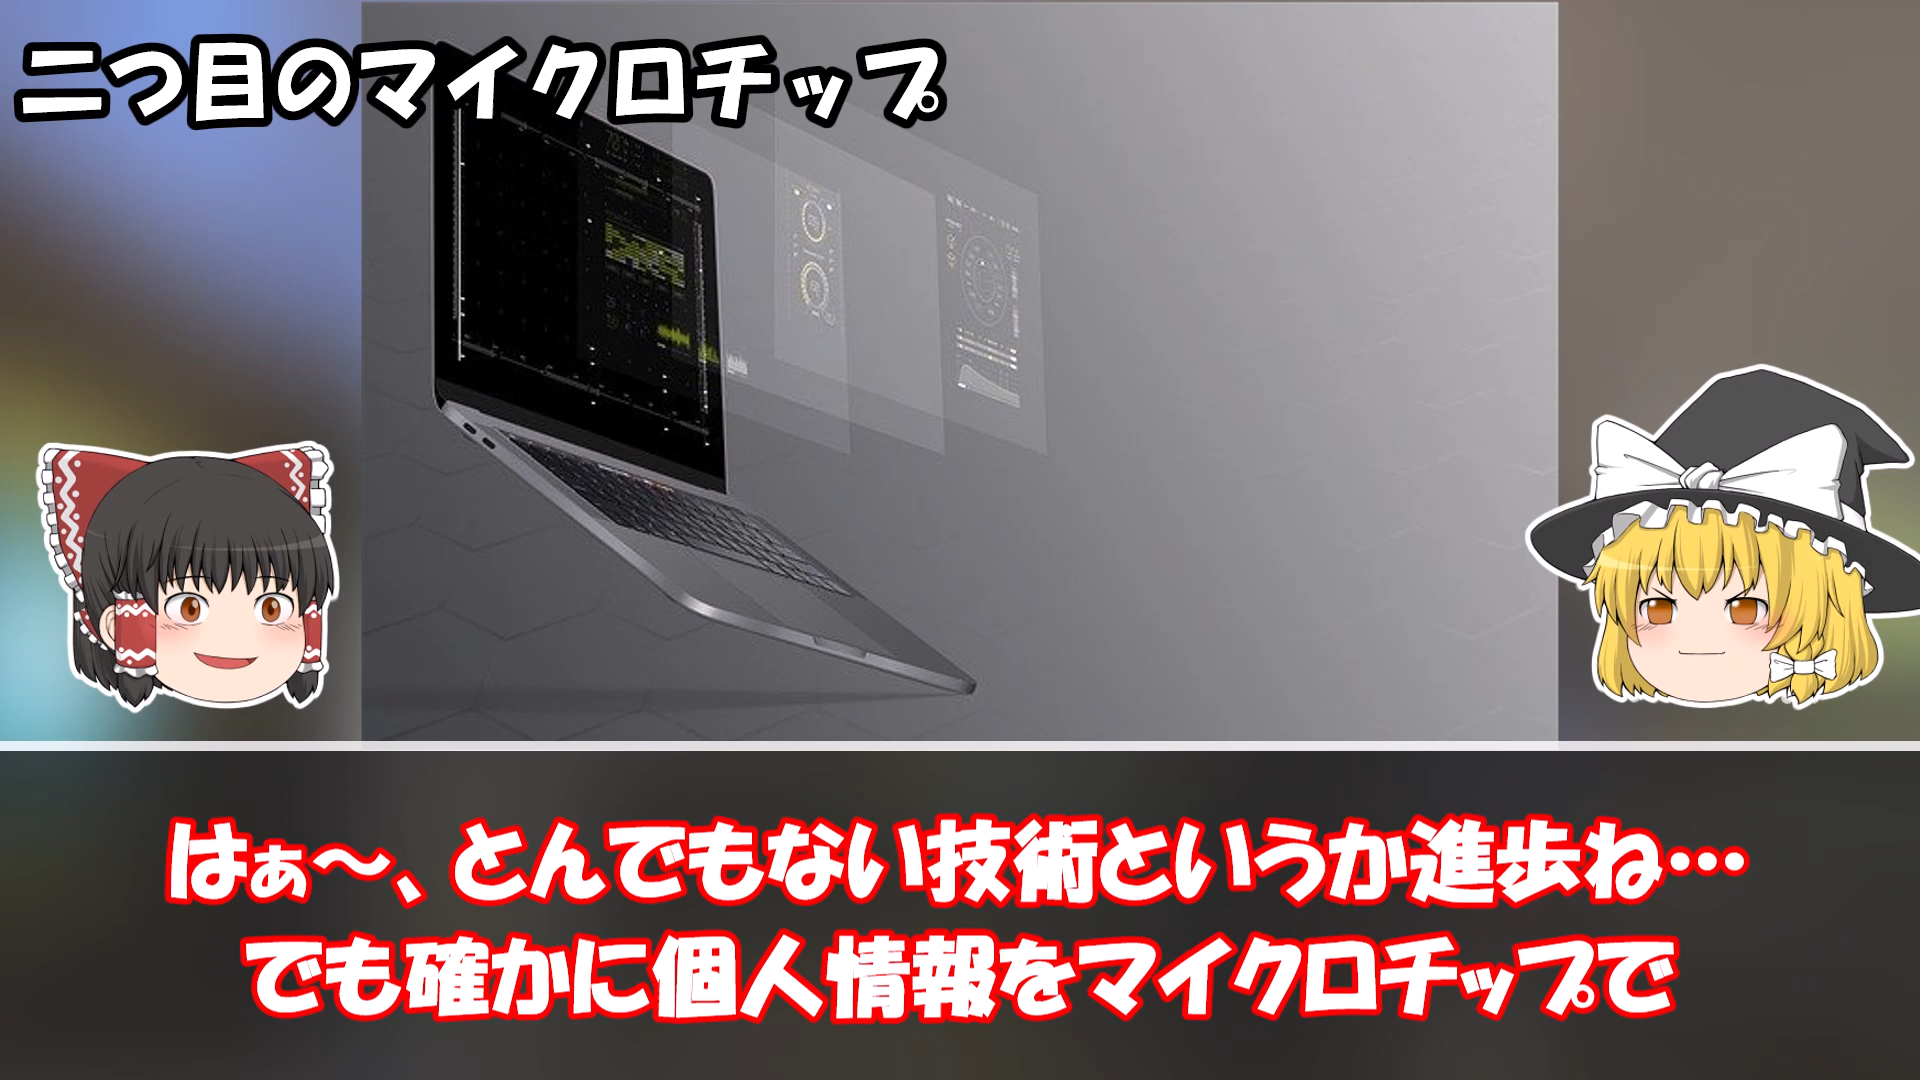 二つ目のマイクロチップ
はぁ～、とんでもない技術というか進歩ね…
でも確かに個人情報をマイクロチップで